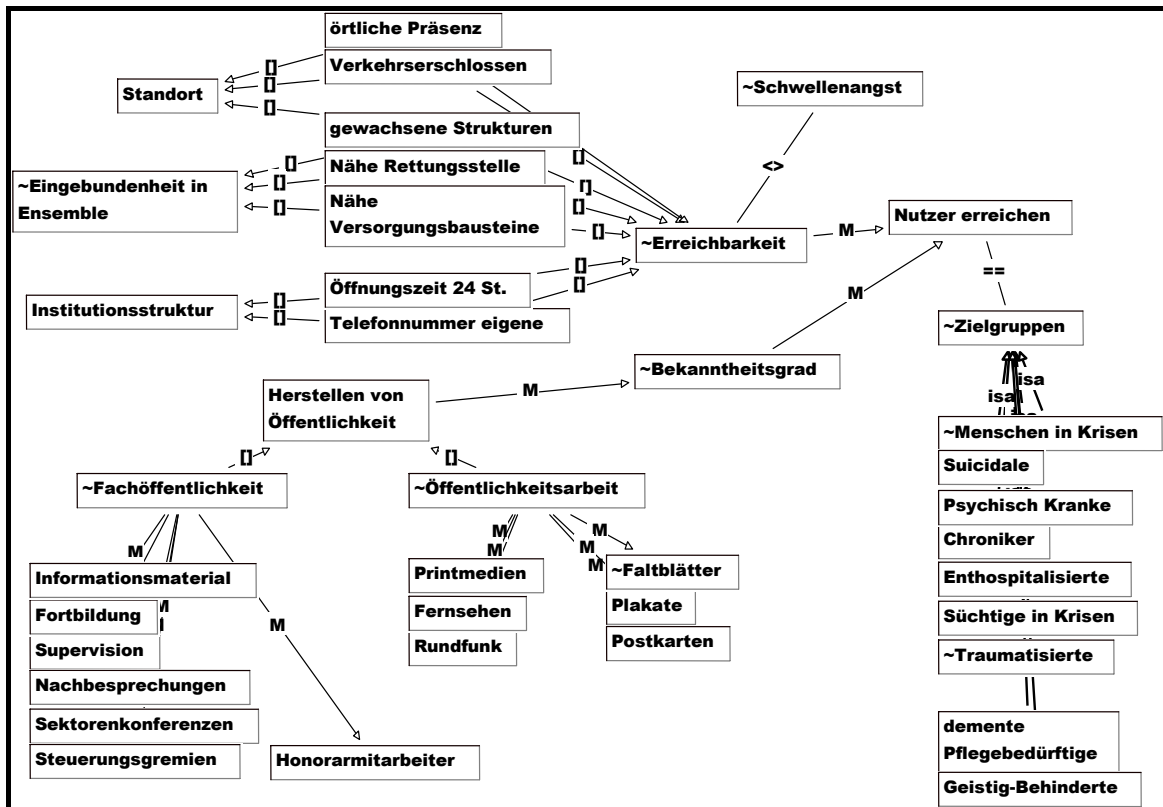 örtliche Präsenz
Verkehrserschlossen
Standort
[]
[]
[]
~Schwellenangst
gewachsene Strukturen
[]
<>
Nähe Rettungsstelle
[]
[]
[]
~Eingebundenheit in
Ensemble
Nähe
Versorgungsbausteine
[]
[]
[]
~Erreichbarkeit
M
Nutzer erreichen
==
M
Öffnungszeit 24 St.
[]
[]
Institutionsstruktur
[]
[]
Telefonnummer eigene
~Zielgruppen
~Bekanntheitsgrad
M
Herstellen von
Öffentlichkeit
isa
isa
~Menschen in Krisen
Suicidale
Psychisch Kranke
Chroniker
Enthospitalisierte
Süchtige in Krisen
~Traumatisierte
demente
Pflegebedürftige
Geistig-Behinderte
[]
[]
~Fachöffentlichkeit
~Öffentlichkeitsarbeit
M
M
M
M
M
M
Informationsmaterial
Fortbildung
Supervision
Nachbesprechungen
Sektorenkonferenzen
Steuerungsgremien
M
M
Honorarmitarbeiter
Printmedien
Fernsehen
Rundfunk
~Faltblätter
Plakate
Postkarten